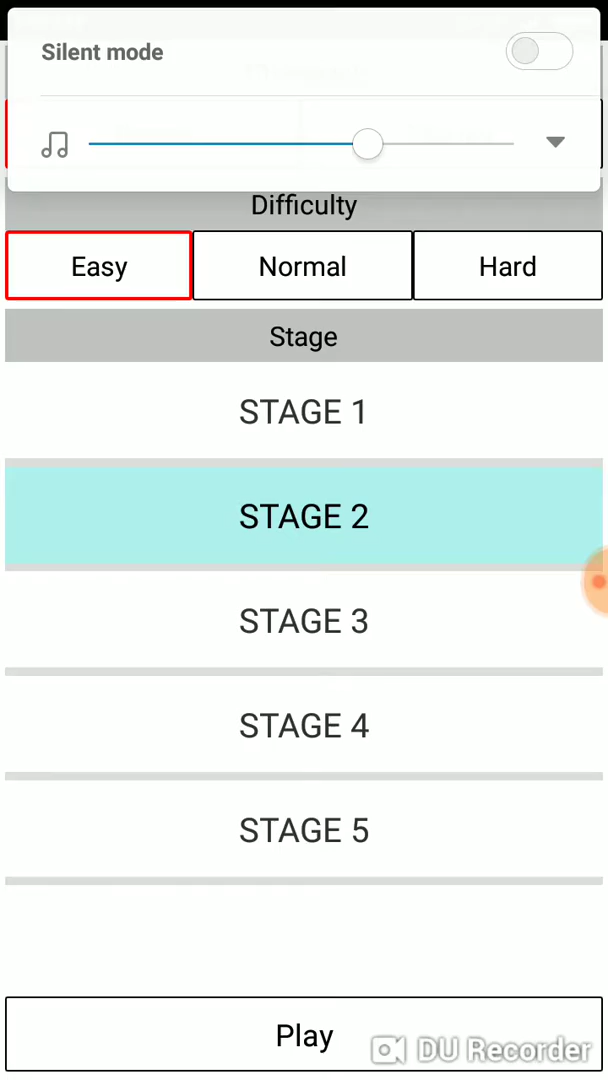 Silent mode
Difficulty
Easy Normal Hard
Stage
STAGE 1
STAGE 2
STAGE 3
STAGE 4
STAGE 5
Play
DU Recorder